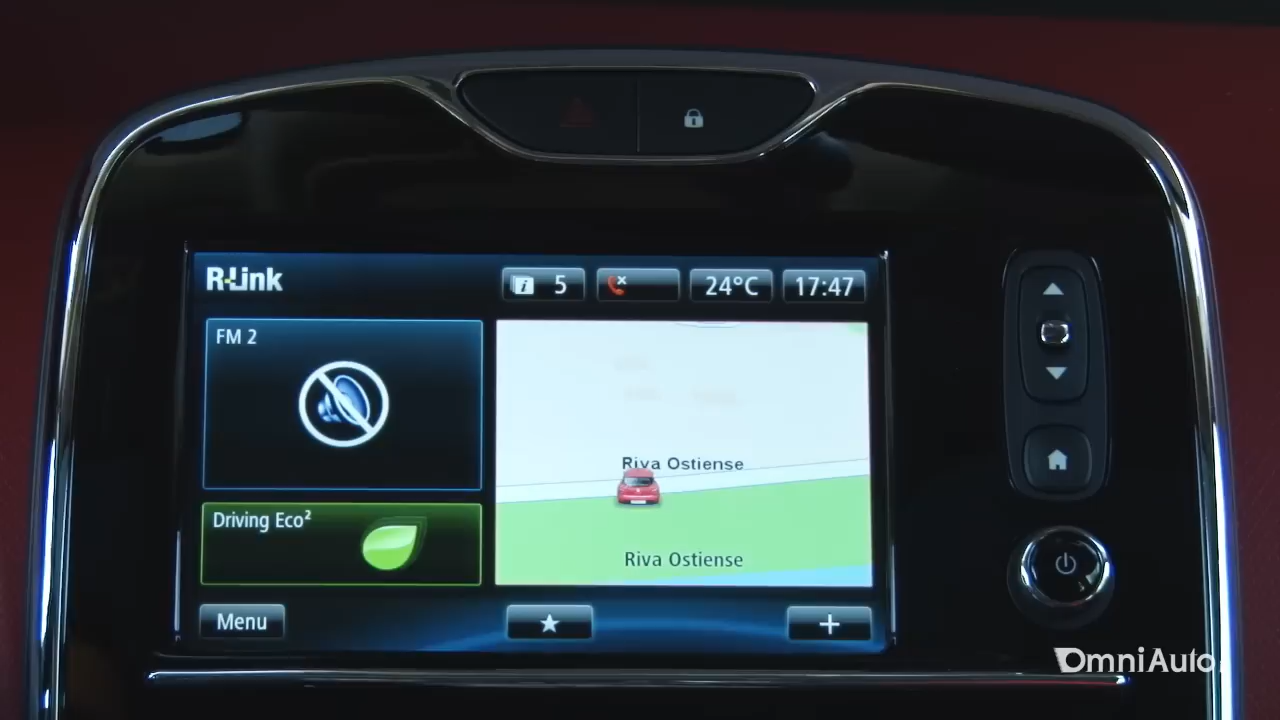 R-Link
5
24°C
17:47
FM 2
Riva Ostiense
Driving Eco²
Riva Ostiense
Menu
OmniAuto.